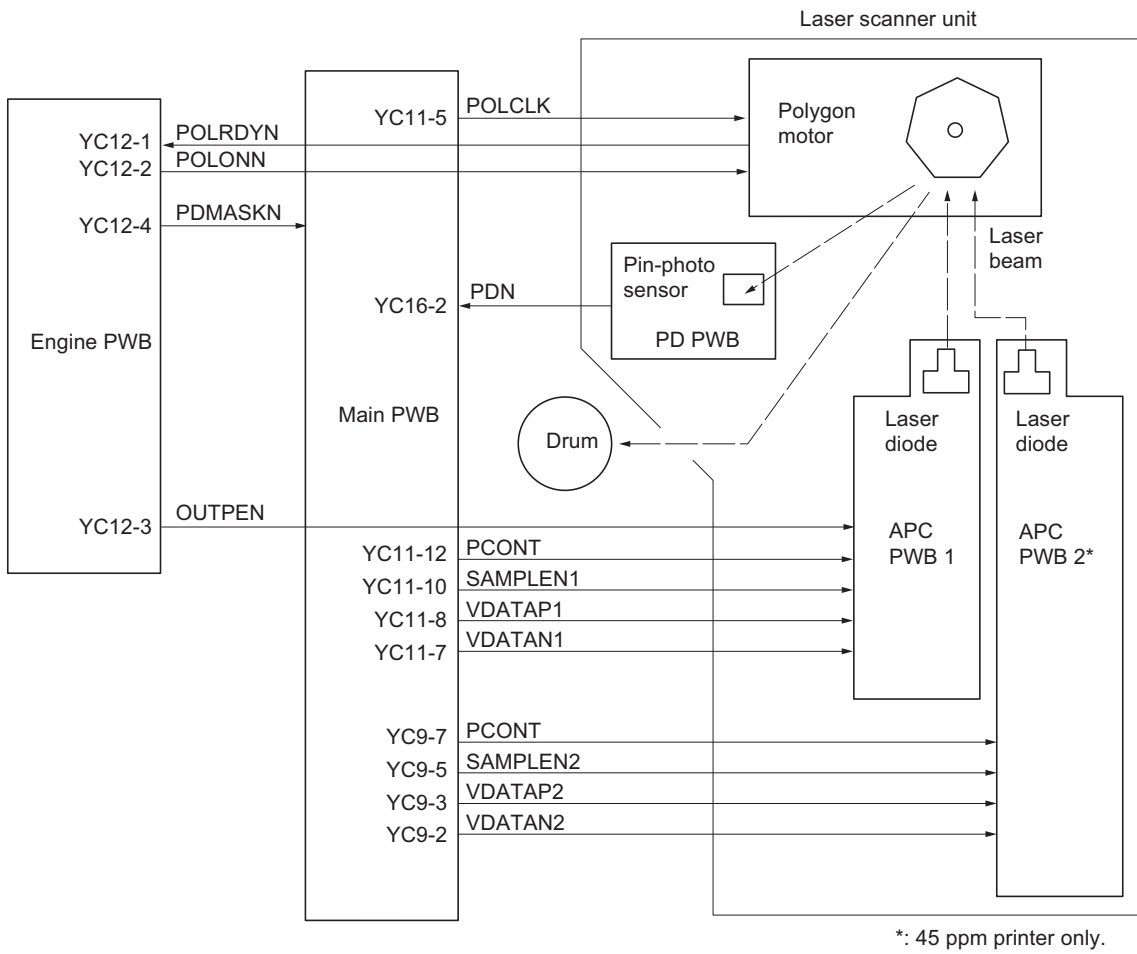 Laser scanner unit
YC11-5
POLCLK
Polygon
motor
YC12-1
POLRDYN
YC12-2
POLONN
YC12-4
PDMASKN
Laser
beam
Pin-photo
sensor
YC16-2
PDN
PD PWB
Engine PWB
Main PWB
Drum
Laser
diode
Laser
diode
YC12-3
OUTPEN
APC
PWB 1
APC
PWB 2*
YC11-12
PCONT
YC11-10
SAMPLEN1
YC11-8
VDATAP1
YC11-7
VDATAN1
YC9-7
PCONT
YC9-5
SAMPLEN2
YC9-3
VDATAP2
YC9-2
VDATAN2
*: 45 ppm printer only.